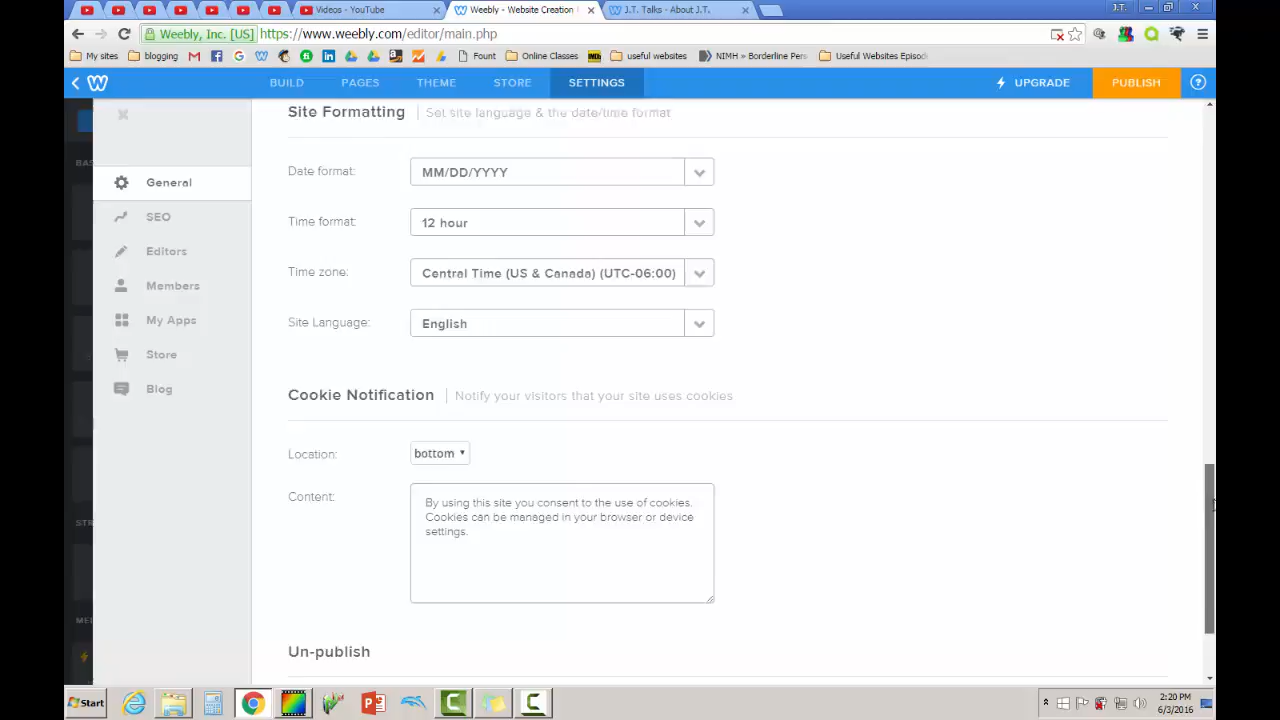 Videos - YouTube
Weebly - Website Creation
J.T. Talks - About J.T.
J.T.
Weebly, Inc. [US]
https://www.weebly.com/editor/main.php
My sites
blogging
Fount
Online Classes
useful websites
NIMH » Borderline Pers
Useful Websites Episod
BUILD
PAGES
THEME
STORE
SETTINGS
UPGRADE
PUBLISH
General
SEO
Editors
Members
My Apps
Store
Blog
Site Formatting
Set site language & the date/time format
Date format:
MM/DD/YYYY
Time format:
12 hour
Time zone:
Central Time (US & Canada) (UTC-06:00)
Site Language:
English
Cookie Notification
Notify your visitors that your site uses cookies
Location:
bottom
Content:
By using this site you consent to the use of cookies.
Cookies can be managed in your browser or device
settings.
Un-publish
Start
2:20 PM
6/3/2016